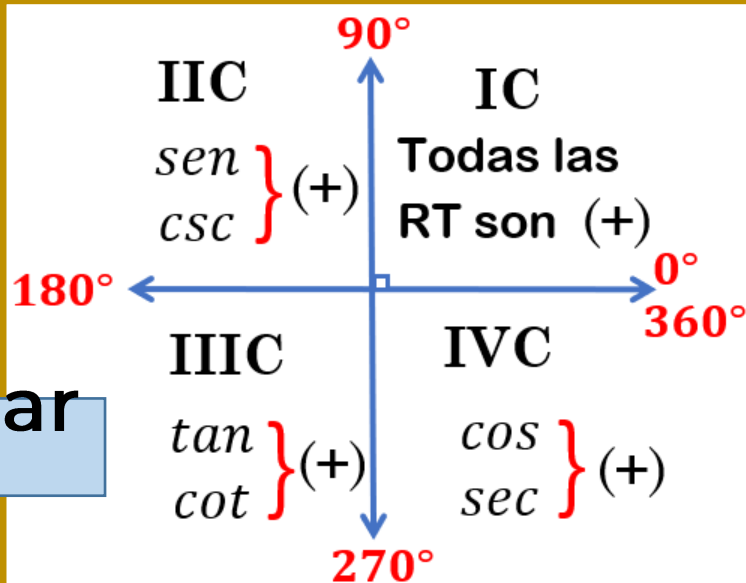 90°
IIC
sen
csc
(+)
IC
Todas las
RT son (+)
180°
0°
360°
IIIC
tan
cot
(+)
IVC
cos
sec
(+)
270°
ar